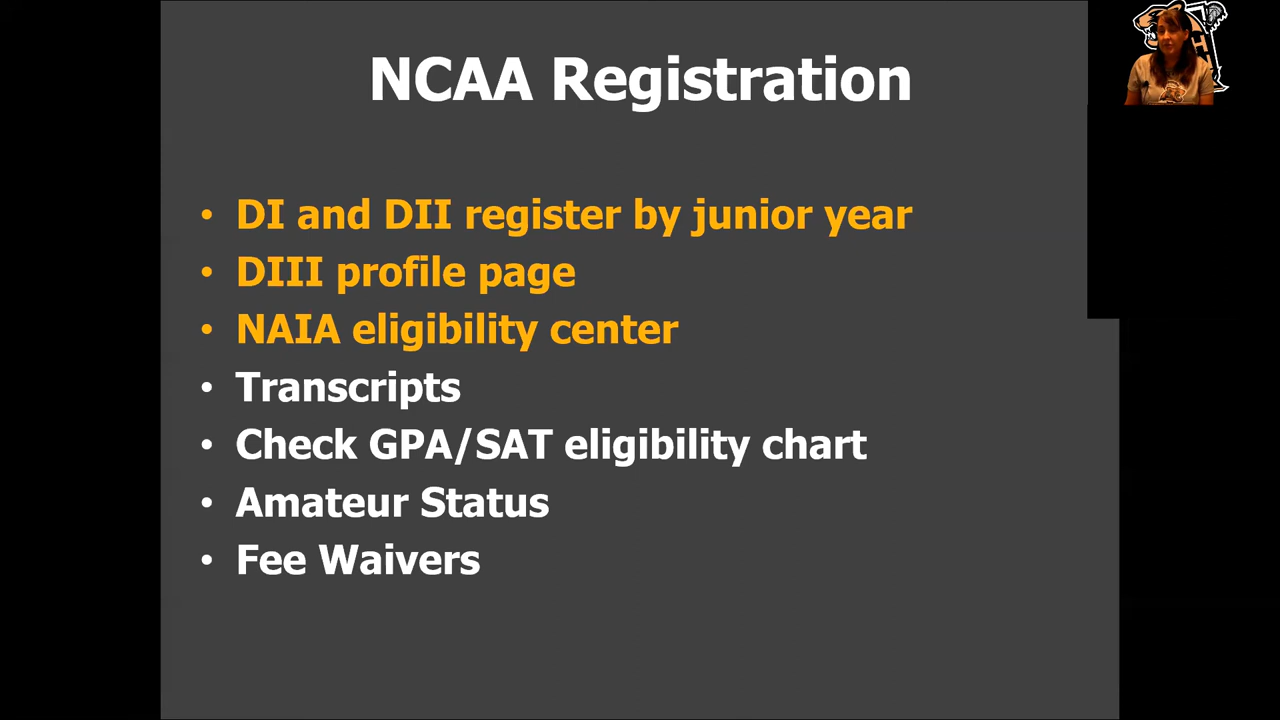 NCAA Registration
• DI and DII register by junior year
• DIII profile page
• NAIA eligibility center
• Transcripts
• Check GPA/SAT eligibility chart
• Amateur Status
• Fee Waivers